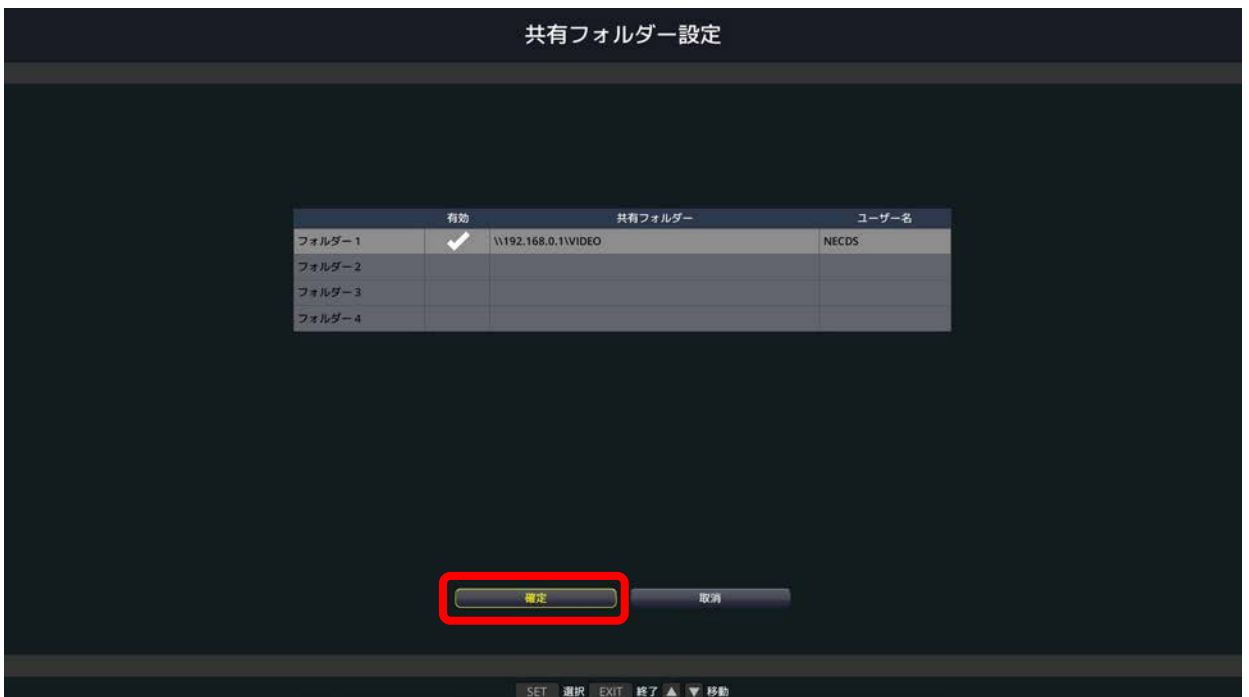 共有フォルダー設定
有効 共有フォルダー ユーザー名
フォルダー1 \\192.168.0.1\VIDEO NECDS
フォルダー2
フォルダー3
フォルダー4
確定 取消
SET 選択 EXIT 終了 ▲ ▼ 移動